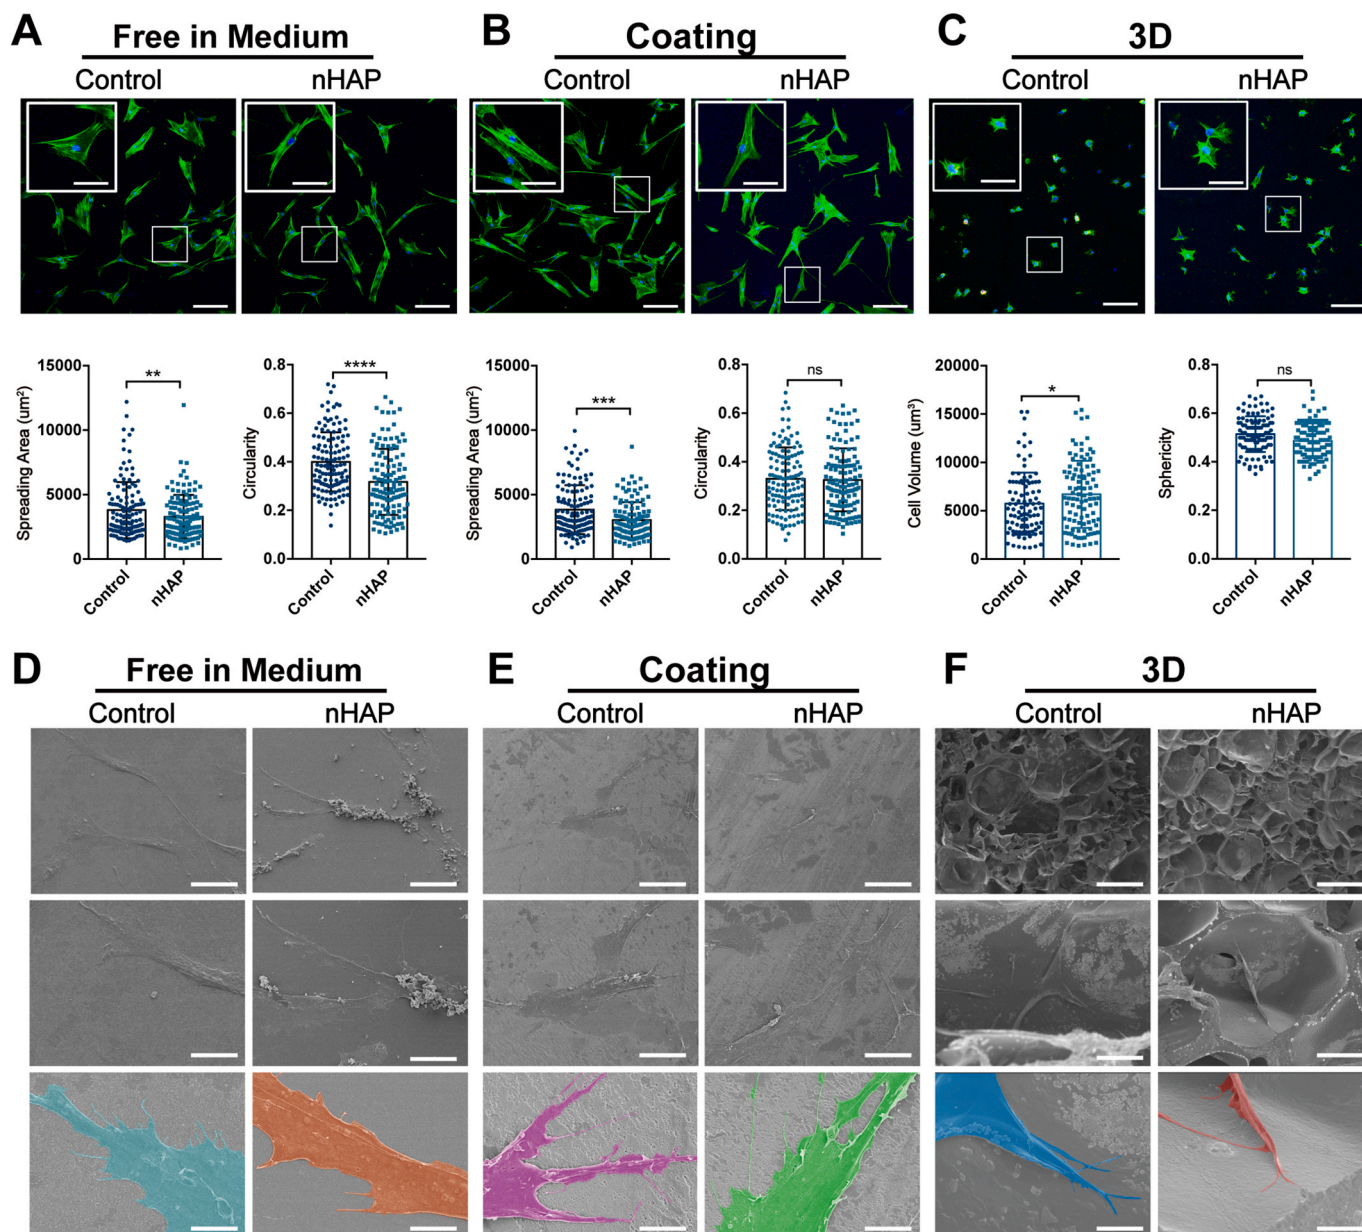 A
Free in Medium
Control nHAP
B
Coating
Control nHAP
C
3D
Control nHAP
Spreading Area (um²)
15000
10000
5000
0
**
Control nHAP
Circularity
0.8
0.6
0.4
0.2
0.0
****
Control nHAP
Spreading Area (um²)
15000
10000
5000
0
***
Control nHAP
Circularity
0.8
0.6
0.4
0.2
0.0
ns
Control nHAP
Cell Volume (um³)
20000
15000
10000
5000
0
*
Control nHAP
Sphericity
0.8
0.6
0.4
0.2
0.0
ns
Control nHAP
D
Free in Medium
Control nHAP
E
Coating
Control nHAP
F
3D
Control nHAP